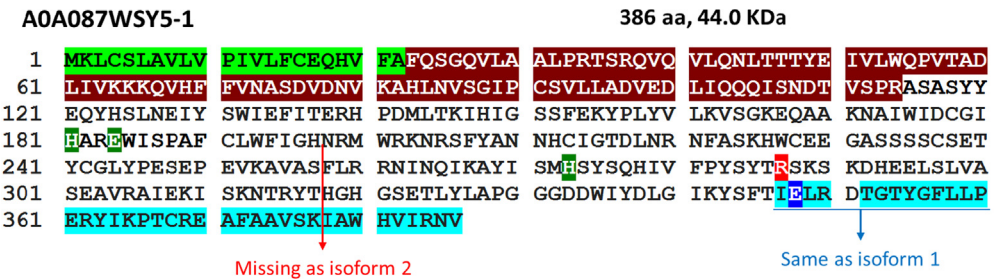 A0A087WSY5-1 386 aa, 44.0 KDa
1 MKLCSLAVLV PIVLFCEQHV FAFQSGQVLA ALPRTSRQVQ VLQNLTTTYE IVLWQPVTAD
61 LIVKKKQVHF FVNASDVDNV KAHLNVSGIP CSVLLADVED LIQQQISNDT VSPRASASYY
121 EQYHSLNEIY SWIEFITERH PDMLTKIHIG SSFEKYPLYV LKVSGKEQAA KNAIWIDCGI
181 HAREWISPAF CLWFIGHNRM WRKNRSFYAN NHCIGTDLNR NFASKHWCEE GASSSSCSET
241 YCGLYPESEP EVKAVASFLR RNINQIKAYI SMHSYSQHIV FPYSYTRSKS KDHEELSLVA
301 SEAVRAIEKI SKNTRYTHGH GSETLYLAPG GGDDWIYDLG IKYSFTIELR DTGTYGFLLP
361 ERYIKPTCRE AFAAVSKIAW HVIRNV
Missing as isoform 2
Same as isoform 1